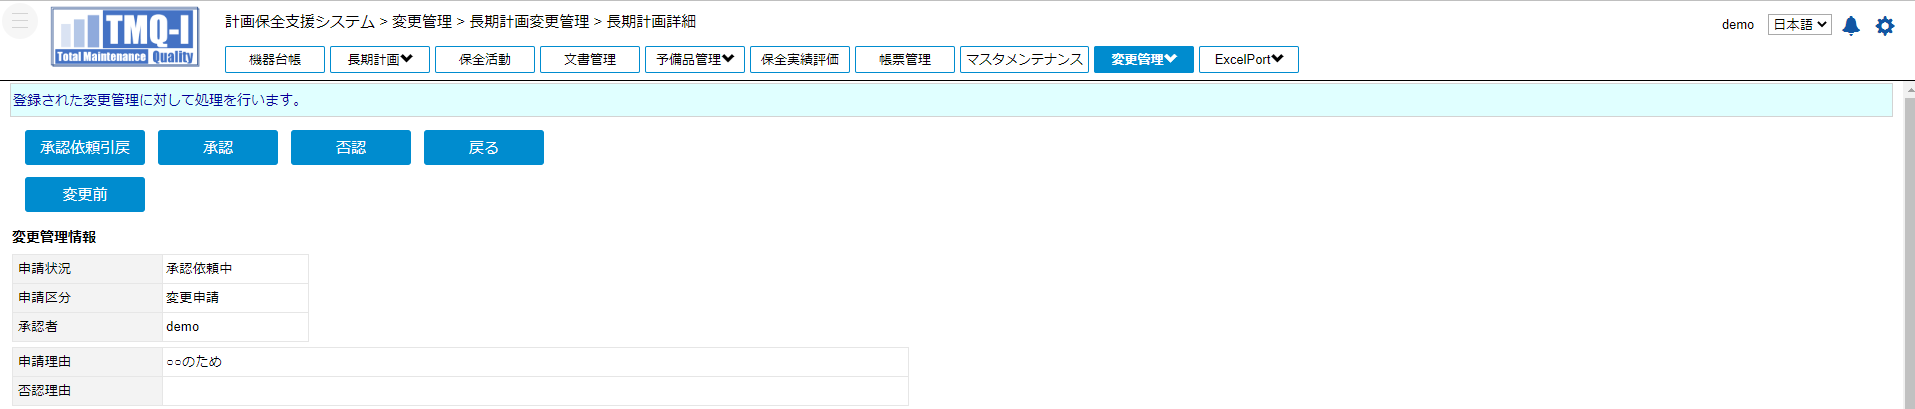 TMQ-I
Total Maintenance Quality
計画保全支援システム > 変更管理 > 長期計画変更管理 > 長期計画詳細
demo 日本語
機器台帳 長期計画 保全活動 文書管理 予備品管理 保全実績評価 帳票管理 マスタメンテナンス 変更管理 ExcelPort
登録された変更管理に対して処理を行います。
承認依頼引戻 承認 否認 戻る
変更前
変更管理情報
申請状況 承認依頼中
申請区分 変更申請
承認者 demo
申請理由 ○○のため
否認理由